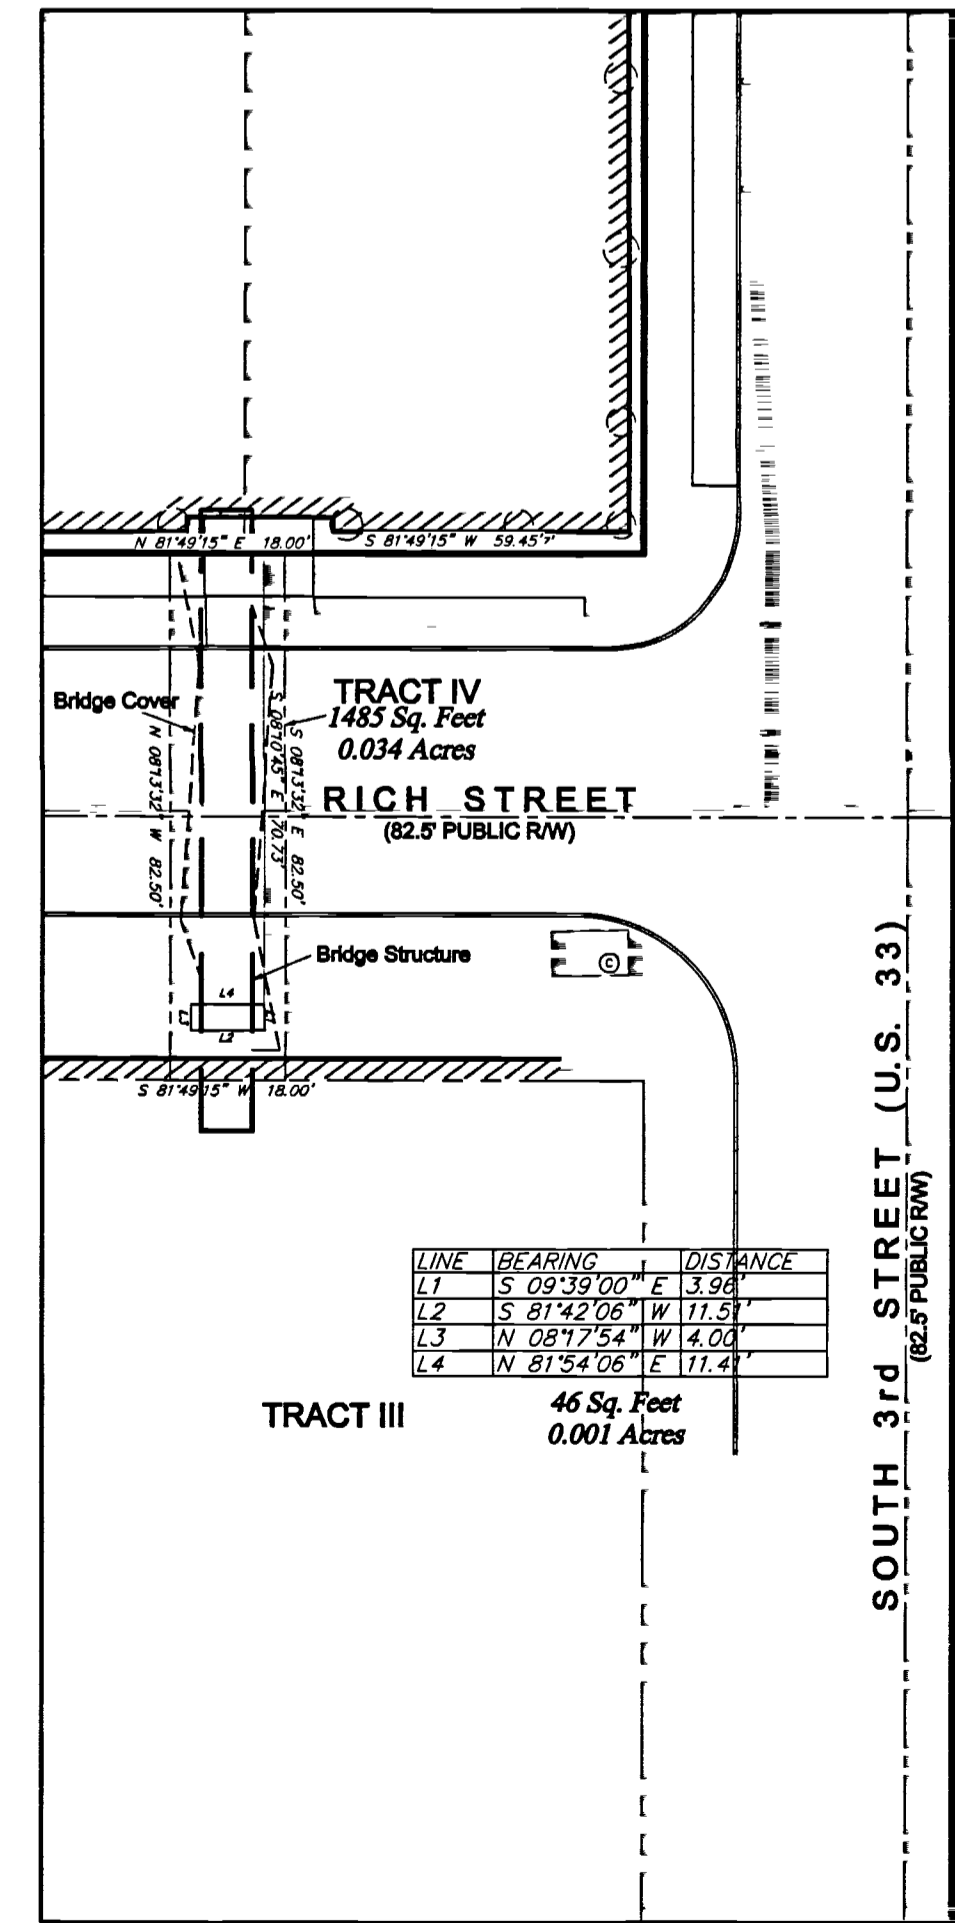 N 81°49'15" E 18.00'
S 81°49'15" W 59.45'
Bridge Cover
TRACT IV
1485 Sq. Feet
0.034 Acres
N 08°13'32" W 82.50'
S 08°10'45" E 70.73'
S 08°13'32" E 82.50'
RICH STREET
(82.5' PUBLIC R/W)
Bridge Structure
C
L4
L3
L1
L2
S 81°49'15" W 18.00'
LINE BEARING DISTANCE
L1 S 09°39'00" E 3.96'
L2 S 81°42'06" W 11.51'
L3 N 08°17'54" W 4.00'
L4 N 81°54'06" E 11.41'
46 Sq. Feet
0.001 Acres
TRACT III
SOUTH 3rd STREET (U.S. 33)
(82.5' PUBLIC R/W)